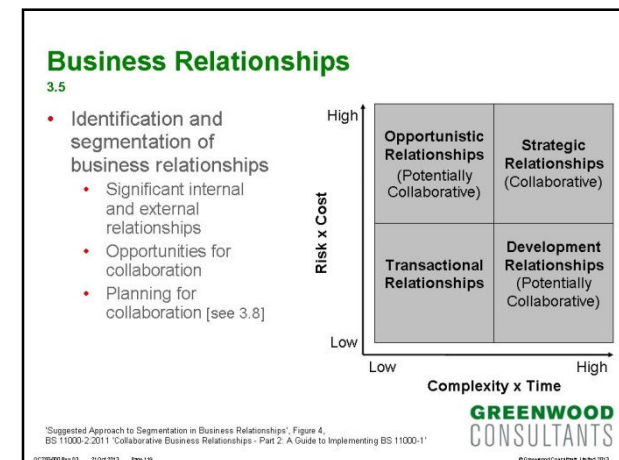 Business Relationships
3.5
• Identification and
segmentation of
business relationships
• Significant internal
and external
relationships
• Opportunities for
collaboration
• Planning for
collaboration [see 3.8]
High
Risk x Cost
Low
Opportunistic
Relationships
(Potentially
Collaborative)
Strategic
Relationships
(Collaborative)
Transactional
Relationships
Development
Relationships
(Potentially
Collaborative)
Low
High
Complexity x Time
'Suggested Approach to Segmentation in Business Relationships', Figure 4,
BS 11000-2:2011 'Collaborative Business Relationships - Part 2: A Guide to Implementing BS 11000-1'
GREENWOOD
CONSULTANTS